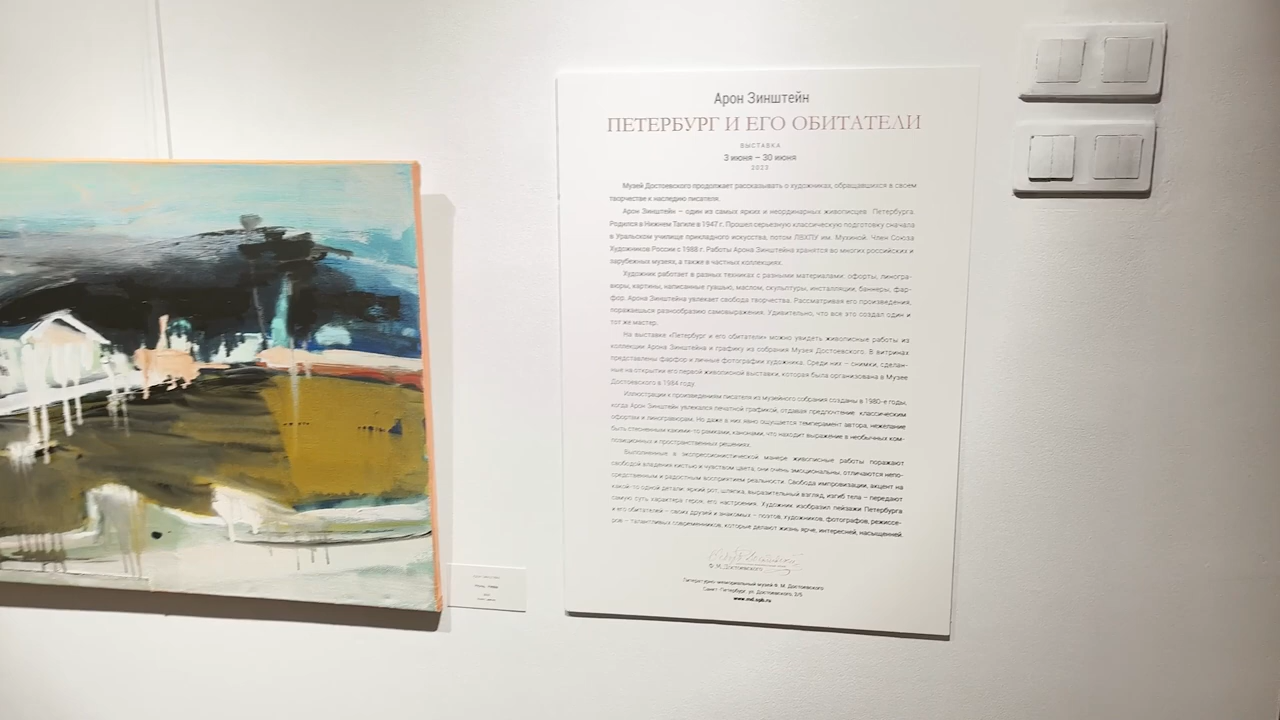 Арон Зинштейн
ПЕТЕРБУРГ И ЕГО ОБИТАТЕЛИ
ВЫСТАВКА
3 июня – 30 июня
2023
Музей Достоевского продолжает рассказывать о художниках, обращавшихся в своем
творчестве к наследию писателя.
Арон Зинштейн – один из самых ярких и неординарных живописцев Петербурга.
Родился в Нижнем Тагиле в 1947 г. Прошел серьезную классическую подготовку сначала
в Уральском училище прикладного искусства, потом ЛВХПУ им. Мухиной. Член Союза
Художников России с 1988 г. Работы Арона Зинштейна хранятся во многих российских и
зарубежных музеях, а также в частных коллекциях.
Художник работает в разных техниках с разными материалами: офорты, линогра-
вюры, картины, написанные гуашью, маслом, скульптуры, инсталляции, баннеры, фар-
фор. Арона Зинштейна увлекает свобода творчества. Рассматривая его произведения,
поражаешься разнообразию самовыражения. Удивительно, что все это создал один и
тот же мастер.
На выставке «Петербург и его обитатели» можно увидеть живописные работы из
коллекции Арона Зинштейна и графику из собрания Музея Достоевского. В витринах
представлены фарфор и личные фотографии художника. Среди них – снимки, сделан-
ные на открытии его первой живописной выставки, которая была организована в Музее
Достоевского в 1984 году.
Иллюстрации к произведениям писателя из музейного собрания созданы в 1980-е годы,
когда Арон Зинштейн увлекался печатной графикой, отдавая предпочтение классическим
офортам и линогравюрам. Но даже в них явно ощущается темперамент автора, нежелание
быть стесненным какими-то рамками, канонами, что находит выражение в необычных ком-
позиционных и пространственных решениях.
Выполненные в экспрессионистической манере живописные работы поражают
свободой владения кистью и чувством цвета, они очень эмоциональны, отличаются непо-
средственным и радостным восприятием реальности. Свобода импровизации, акцент на
какой-то одной детали: яркий рот, шляпка, выразительный взгляд, изгиб тела – передают
самую суть характера героя, его настроения. Художник изобразил пейзажи Петербурга
и его обитателей – своих друзей и знакомых – поэтов, художников, фотографов, режиссе-
ров – талантливых современников, которые делают жизнь ярче, интересней, насыщенней.
Ф. М. Достоевского
Литературно-мемориальный музей Ф. М. Достоевского
Санкт-Петербург, ул. Достоевского, 2/5
www.md.spb.ru